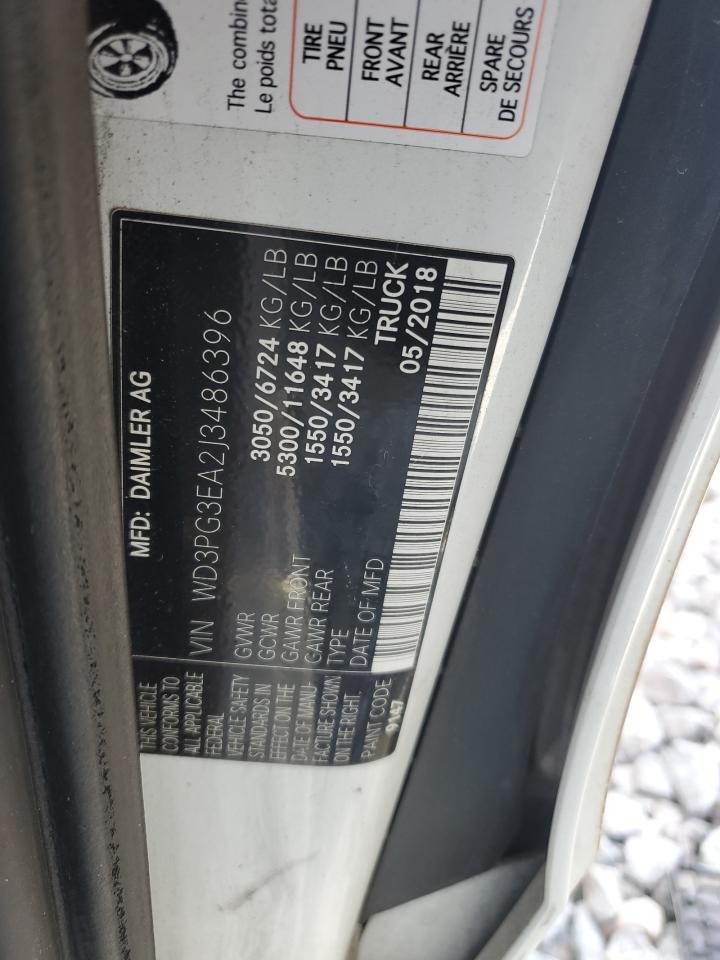 The combin
Le poids tota
TIRE
PNEU
FRONT
AVANT
REAR
ARRIÈRE
SPARE
DE SECOURS
MFD: DAIMLER AG
VIN WD3PG3EA2J3486396
GVWR 3050/6724 KG/LB
GCWR 5300/11648 KG/LB
GAWR FRONT 1550/3417 KG/LB
GAWR REAR 1550/3417 KG/LB
TYPE TRUCK
DATE OF MFD 05/2018
THIS VEHICLE
CONFORMS TO
ALL APPLICABLE
FEDERAL
VEHICLE SAFETY
STANDARDS IN
EFFECT ON THE
DATE OF MANU-
FACTURE SHOWN
ON THE RIGHT.
PAINT CODE
9147